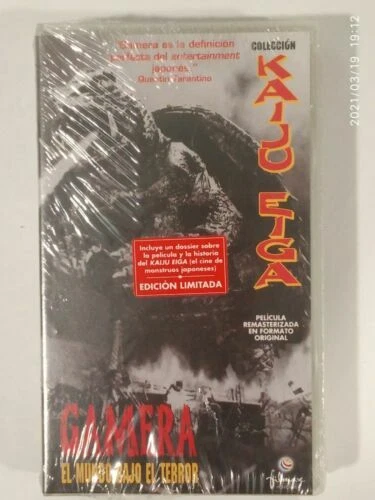 "Gamera es la definición
perfecta del entertainment
japonés."
Quentin Tarantino
COLECCIÓN
KAIJU EIGA
Incluye un dossier sobre
la película y la historia
del KAIJU EIGA (el cine de
monstruos japoneses)
EDICIÓN LIMITADA
PELÍCULA
REMASTERIZADA
EN FORMATO
ORIGINAL
GAMERA
EL MUNDO BAJO EL TERROR
2021/03/19 19:12